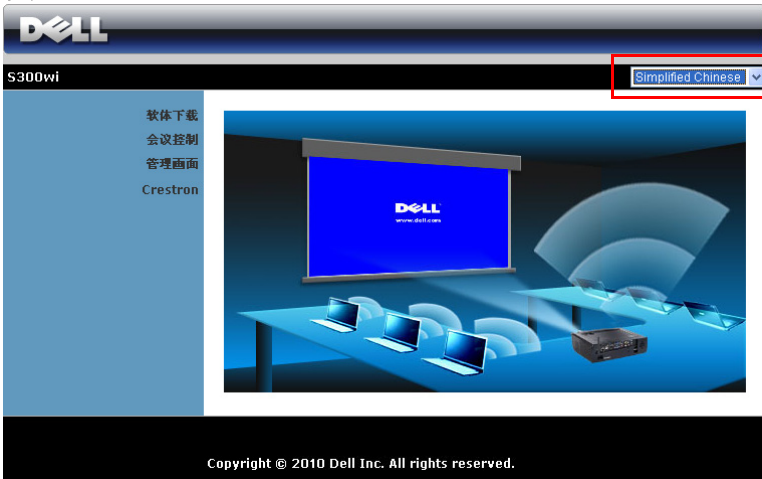 DELL
S300wi
Simplified Chinese
软体下载
会议控制
管理画面
Crestron
DELL
www.dell.com
Copyright © 2010 Dell Inc. All rights reserved.